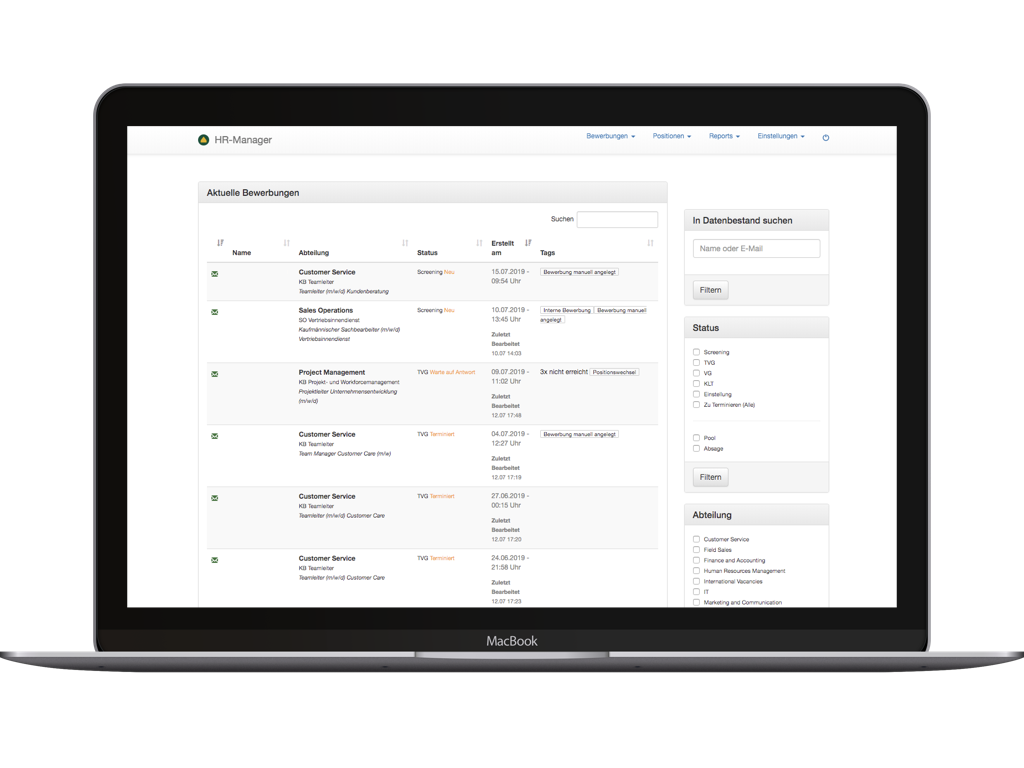 HR-Manager
Bewerbungen
Positionen
Reports
Einstellungen
Aktuelle Bewerbungen
Suchen
Name
Abteilung
Status
Erstellt
am
Tags
Customer Service
KB Teamleiter
Teamleiter (m/w/d) Kundenberatung
Screening Neu
15.07.2019 -
09:54 Uhr
Bewerbung manuell angelegt
Sales Operations
SO Vertriebsinnendienst
Kaufmännischer Sachbearbeiter (m/w/d)
Vertriebsinnendienst
Screening Neu
10.07.2019 -
13:45 Uhr
Zuletzt
Bearbeitet
10.07 14:03
Interne Bewerbung Bewerbung manuell
angelegt
Project Management
KB Projekt- und Workforcemanagement
Projektleiter Unternehmensentwicklung
(m/w/d)
TVG Warte auf Antwort
09.07.2019 -
11:02 Uhr
Zuletzt
Bearbeitet
12.07 17:48
3x nicht erreicht Positionswechsel
Customer Service
KB Teamleiter
Team Manager Customer Care (m/w)
TVG Terminiert
04.07.2019 -
12:27 Uhr
Zuletzt
Bearbeitet
12.07 17:19
Bewerbung manuell angelegt
Customer Service
KB Teamleiter
Teamleiter (m/w/d) Customer Care
TVG Terminiert
27.06.2019 -
00:15 Uhr
Zuletzt
Bearbeitet
12.07 17:20
Customer Service
KB Teamleiter
Teamleiter (m/w/d) Customer Care
TVG Terminiert
24.06.2019 -
21:58 Uhr
Zuletzt
Bearbeitet
12.07 17:23
In Datenbestand suchen
Name oder E-Mail
Filtern
Status
Screening
TVG
VG
KLT
Einstellung
Zu Terminieren (Alle)
Pool
Absage
Filtern
Abteilung
Customer Service
Field Sales
Finance and Accounting
Human Resources Management
International Vacancies
IT
Marketing and Communication
MacBook